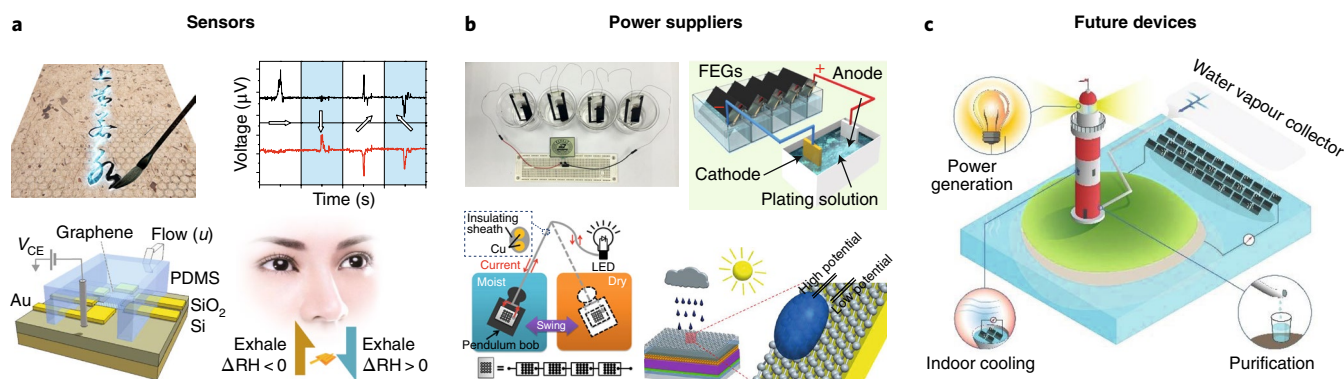 a
Sensors
Voltage (μV)
Time (s)
Graphene
Flow (u)
V_CE
PDMS
Au
SiO₂
Si
Exhale
ΔRH < 0
Exhale
ΔRH > 0
b
Power suppliers
FEGs
+
Anode
Cathode
Plating solution
Insulating
sheath
Cu
Current
LED
Moist
Dry
Swing
Pendulum bob
=
High potential
Low potential
c
Future devices
Water vapour collector
Power
generation
Indoor cooling
Purification